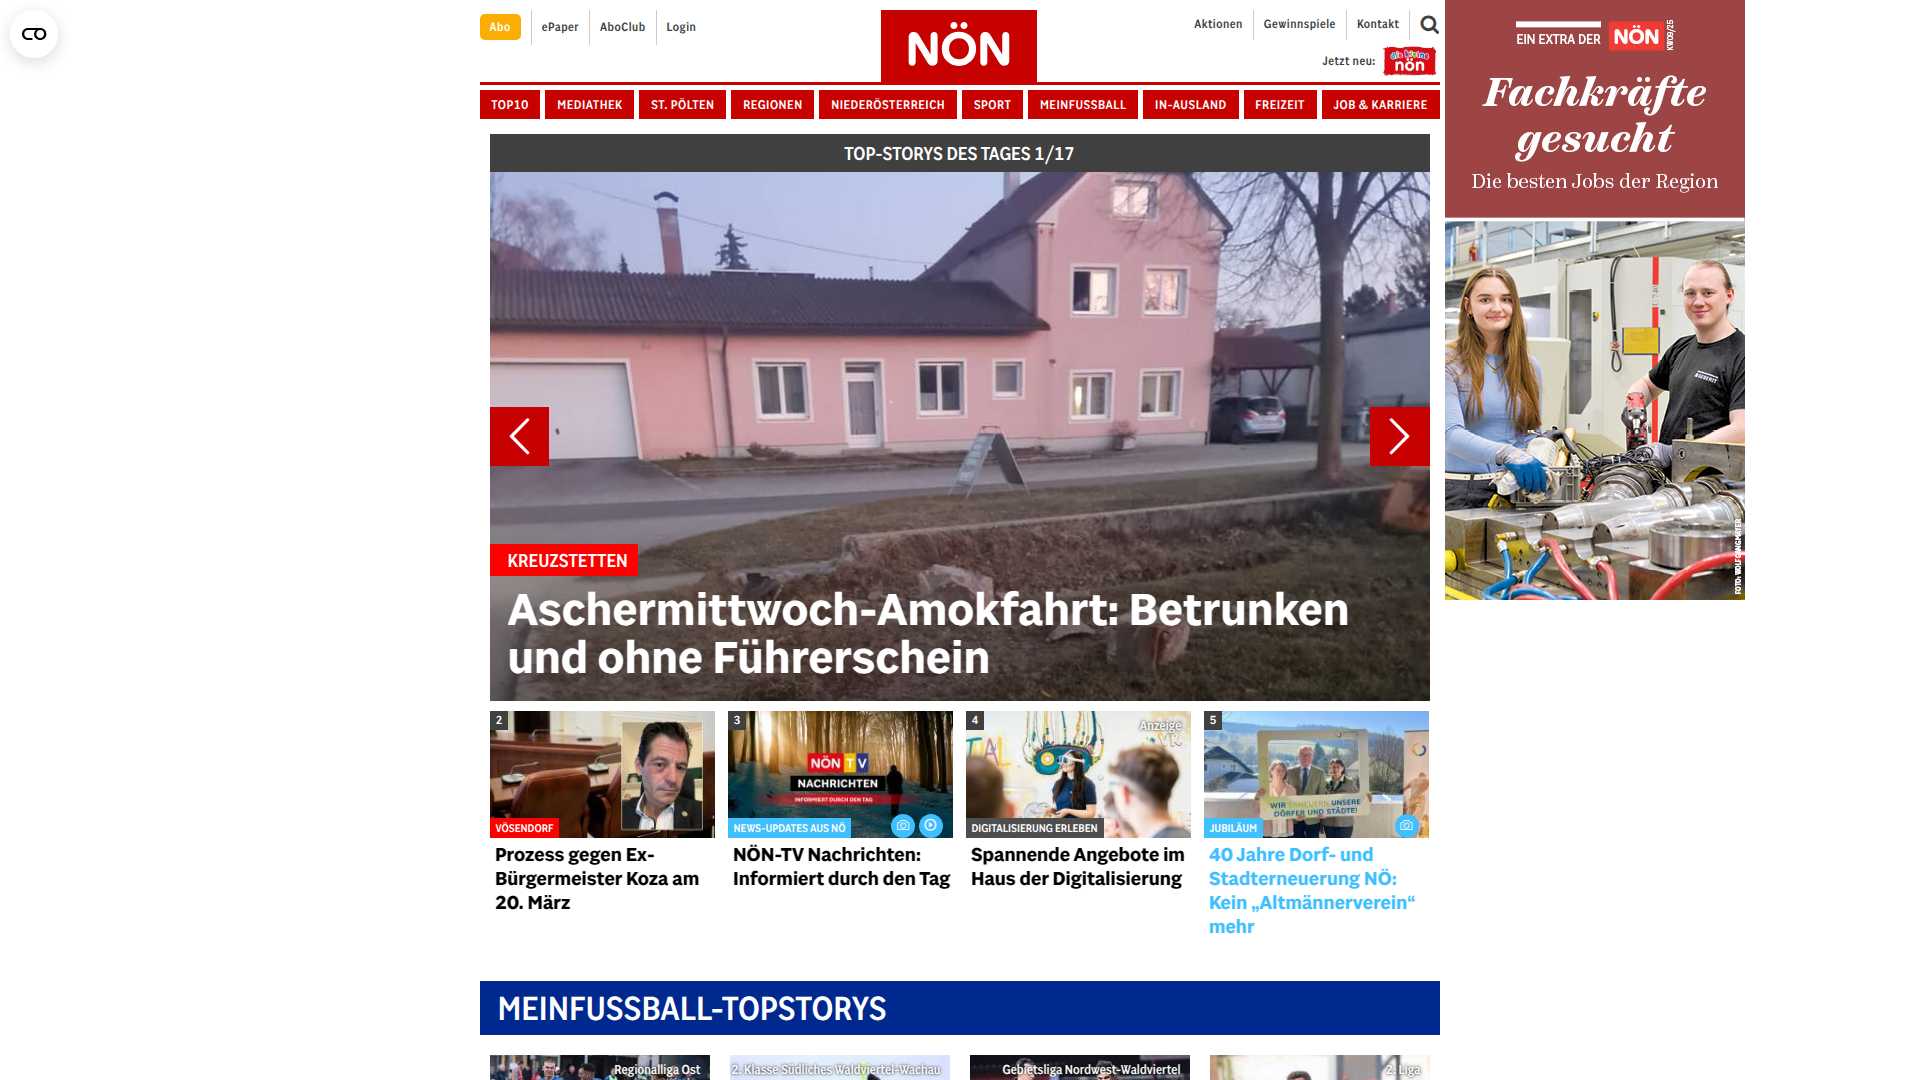 Abo
ePaper
AboClub
Login
NÖN
Aktionen
Gewinnspiele
Kontakt
Jetzt neu:
die kleine
nön
TOP10
MEDIATHEK
ST. PÖLTEN
REGIONEN
NIEDERÖSTERREICH
SPORT
MEINFUSSBALL
IN-AUSLAND
FREIZEIT
JOB & KARRIERE
EIN EXTRA DER NÖN
KW09/25
Fachkräfte
gesucht
Die besten Jobs der Region
FOTO: WOLFGANG MAYER
TOP-STORYS DES TAGES 1/17
KREUZSTETTEN
Aschermittwoch-Amokfahrt: Betrunken
und ohne Führerschein
2
VÖSENDORF
Prozess gegen Ex-
Bürgermeister Koza am
20. März
3
NÖN TV
NACHRICHTEN
INFORMIERT DURCH DEN TAG
NEWS-UPDATES AUS NÖ
NÖN-TV Nachrichten:
Informiert durch den Tag
4
Anzeige
DIGITALISIERUNG ERLEBEN
Spannende Angebote im
Haus der Digitalisierung
5
WIR ERNEUERN UNSERE
DÖRFER UND STÄDTE!
JUBILÄUM
40 Jahre Dorf- und
Stadterneuerung NÖ:
Kein „Altmännerverein“
mehr
MEINFUSSBALL-TOPSTORYS
Regionalliga Ost
2. Klasse Südliches Waldviertel-Wachau
Gebietsliga Nordwest-Waldviertel
2. Liga